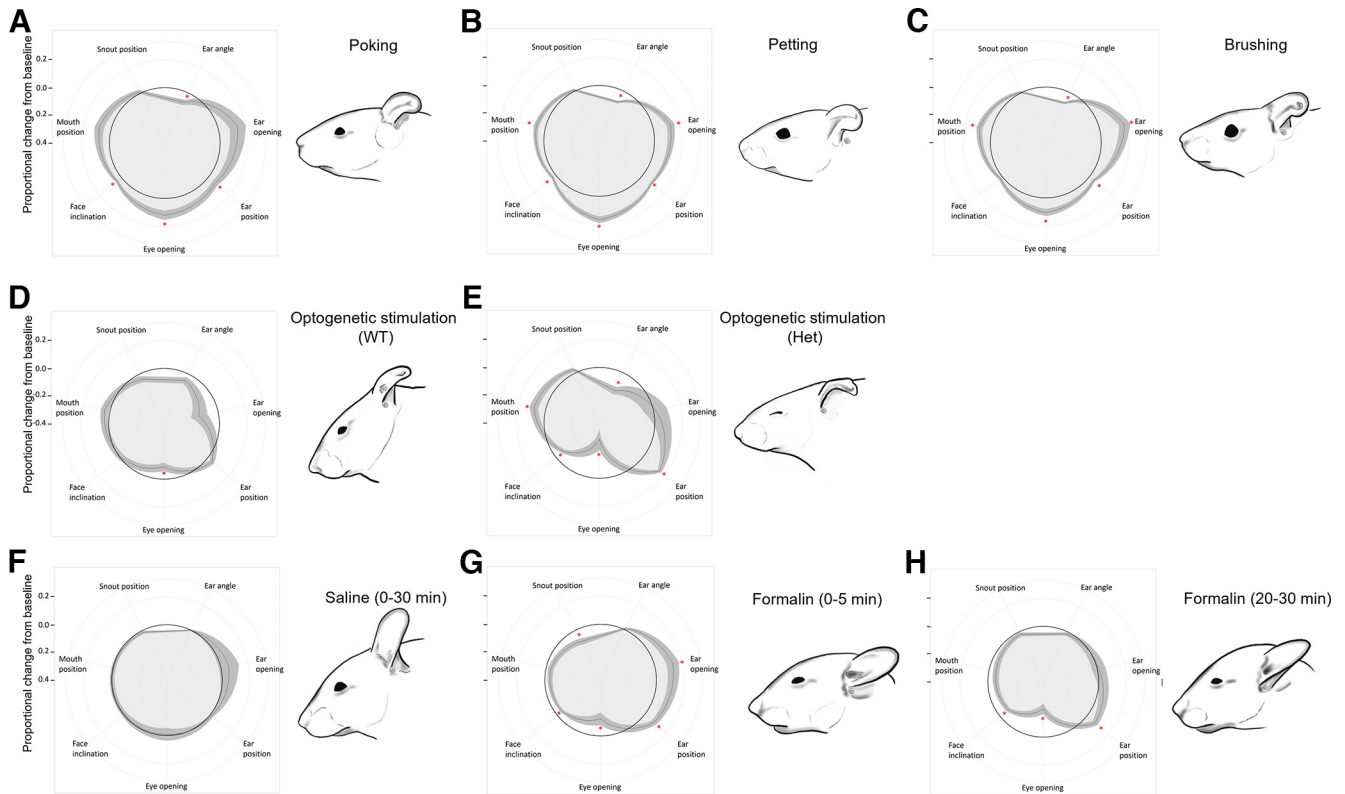 A
Poking
Proportional change from baseline
0.2
0.0
0.2
0.4
Snout position
Ear angle
Mouth
position
Ear
opening
Face
inclination
Ear
position
Eye opening
B
Petting
Snout position
Ear angle
Mouth
position
Ear
opening
Face
inclination
Ear
position
Eye opening
C
Brushing
Snout position
Ear angle
Mouth
position
Ear
opening
Face
inclination
Ear
position
Eye opening
D
Optogenetic stimulation
(WT)
Proportional change from baseline
0.2
0.0
-0.2
-0.4
Snout position
Ear angle
Mouth
position
Ear
opening
Face
inclination
Ear
position
Eye opening
E
Optogenetic stimulation
(Het)
Snout position
Ear angle
Mouth
position
Ear
opening
Face
inclination
Ear
position
Eye opening
F
Saline (0-30 min)
Proportional change from baseline
0.2
0.0
0.2
0.4
Snout position
Ear angle
Mouth
position
Ear
opening
Face
inclination
Ear
position
Eye opening
G
Formalin (0-5 min)
Snout position
Ear angle
Mouth
position
Ear
opening
Face
inclination
Ear
position
Eye opening
H
Formalin (20-30 min)
Snout position
Ear angle
Mouth
position
Ear
opening
Face
inclination
Ear
position
Eye opening